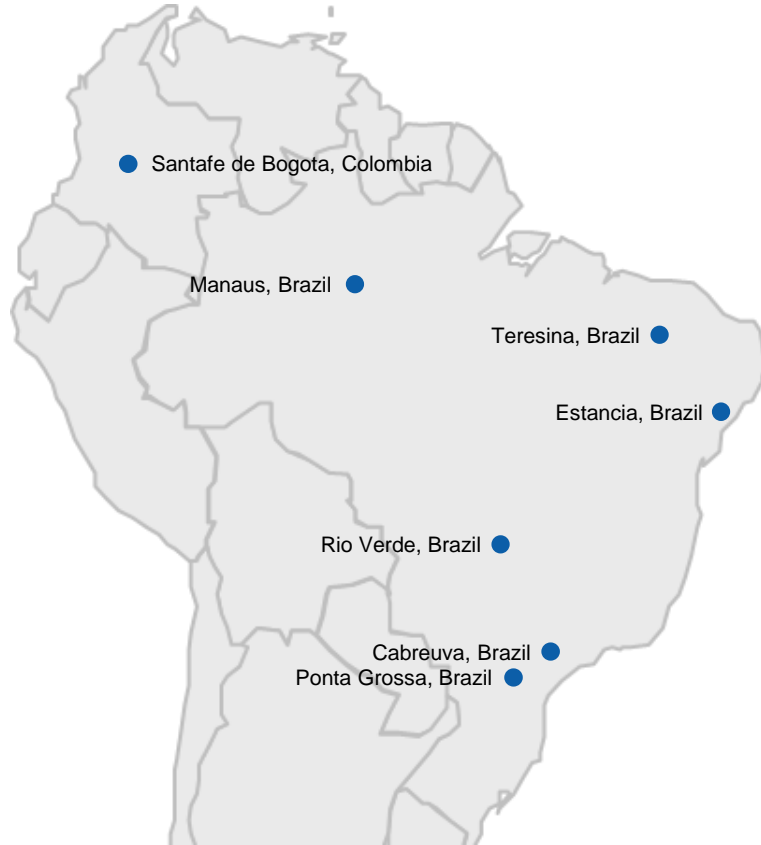 Santafe de Bogota, Colombia
Manaus, Brazil
Teresina, Brazil
Estancia, Brazil
Rio Verde, Brazil
Cabreuva, Brazil
Ponta Grossa, Brazil